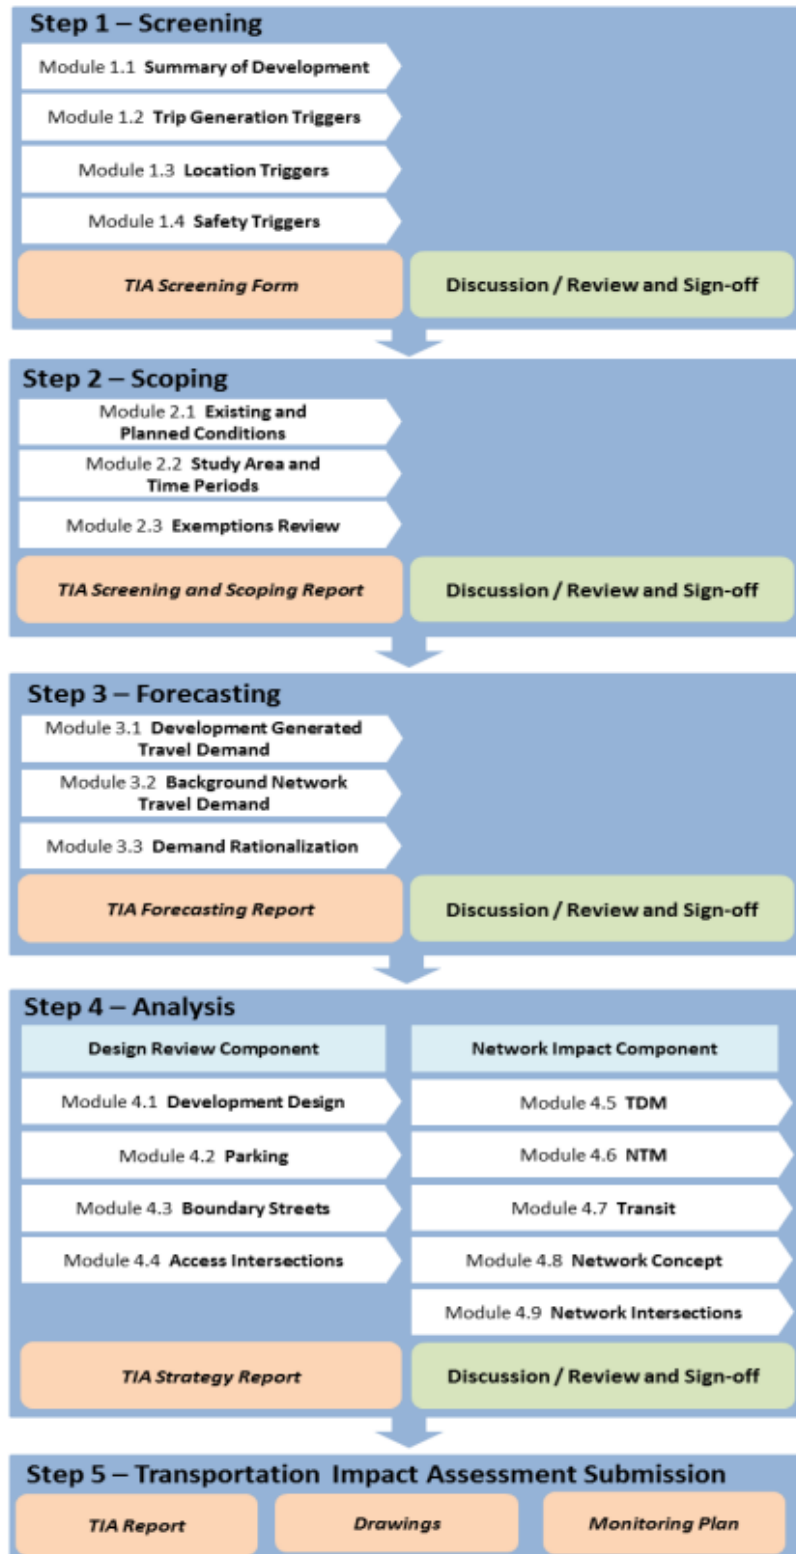 Step 1 – Screening
Module 1.1 Summary of Development
Module 1.2 Trip Generation Triggers
Module 1.3 Location Triggers
Module 1.4 Safety Triggers
TIA Screening Form
Discussion / Review and Sign-off
Step 2 – Scoping
Module 2.1 Existing and
Planned Conditions
Module 2.2 Study Area and
Time Periods
Module 2.3 Exemptions Review
TIA Screening and Scoping Report
Discussion / Review and Sign-off
Step 3 – Forecasting
Module 3.1 Development Generated
Travel Demand
Module 3.2 Background Network
Travel Demand
Module 3.3 Demand Rationalization
TIA Forecasting Report
Discussion / Review and Sign-off
Step 4 – Analysis
Design Review Component
Module 4.1 Development Design
Module 4.2 Parking
Module 4.3 Boundary Streets
Module 4.4 Access Intersections
Network Impact Component
Module 4.5 TDM
Module 4.6 NTM
Module 4.7 Transit
Module 4.8 Network Concept
Module 4.9 Network Intersections
TIA Strategy Report
Discussion / Review and Sign-off
Step 5 – Transportation Impact Assessment Submission
TIA Report
Drawings
Monitoring Plan